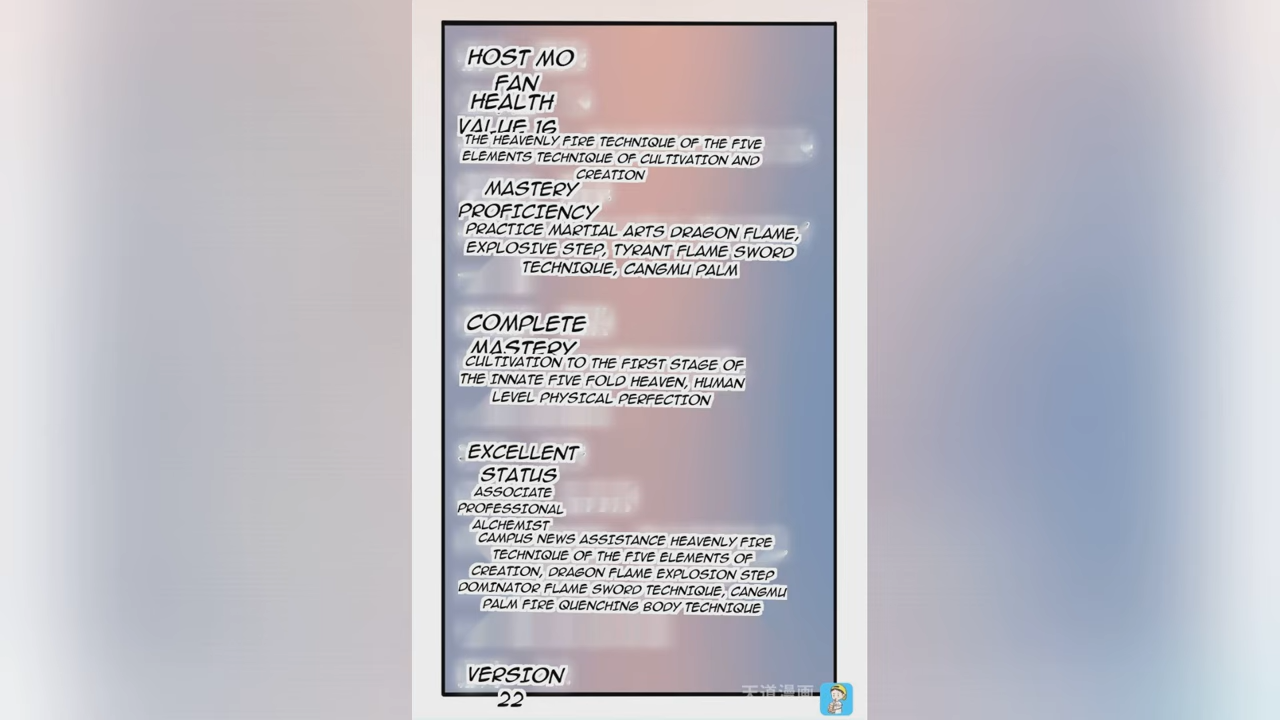 HOST MO
FAN
HEALTH
VALUE 16
THE HEAVENLY FIRE TECHNIQUE OF THE FIVE
ELEMENTS TECHNIQUE OF CULTIVATION AND
CREATION
MASTERY
PROFICIENCY
PRACTICE MARTIAL ARTS DRAGON FLAME,
EXPLOSIVE STEP, TYRANT FLAME SWORD
TECHNIQUE, CANGMU PALM
COMPLETE
MASTERY
CULTIVATION TO THE FIRST STAGE OF
THE INNATE FIVE FOLD HEAVEN, HUMAN
LEVEL PHYSICAL PERFECTION
EXCELLENT
STATUS
ASSOCIATE
PROFESSIONAL
ALCHEMIST
CAMPUS NEWS ASSISTANCE HEAVENLY FIRE
TECHNIQUE OF THE FIVE ELEMENTS OF
CREATION, DRAGON FLAME EXPLOSION STEP
DOMINATOR FLAME SWORD TECHNIQUE, CANGMU
PALM FIRE QUENCHING BODY TECHNIQUE
VERSION
22
天道漫画